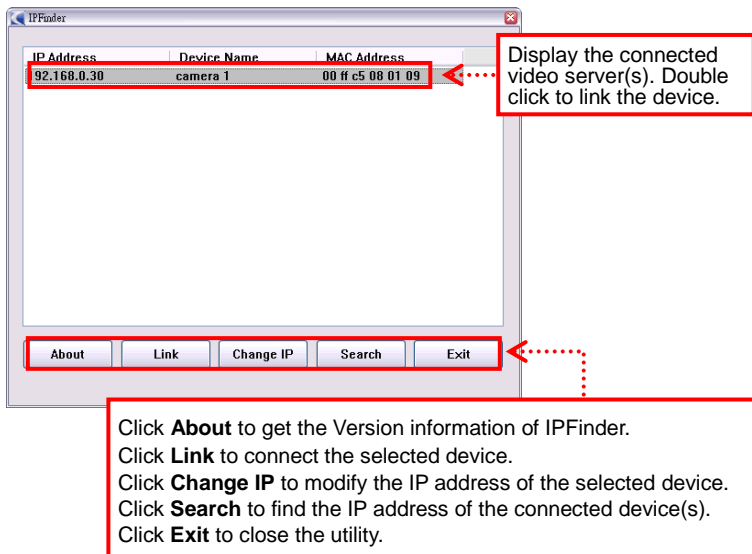 IPFinder
IP Address Device Name MAC Address
92.168.0.30 camera 1 00 ff c5 08 01 09
Display the connected
video server(s). Double
click to link the device.
About Link Change IP Search Exit
Click About to get the Version information of IPFinder.
Click Link to connect the selected device.
Click Change IP to modify the IP address of the selected device.
Click Search to find the IP address of the connected device(s).
Click Exit to close the utility.